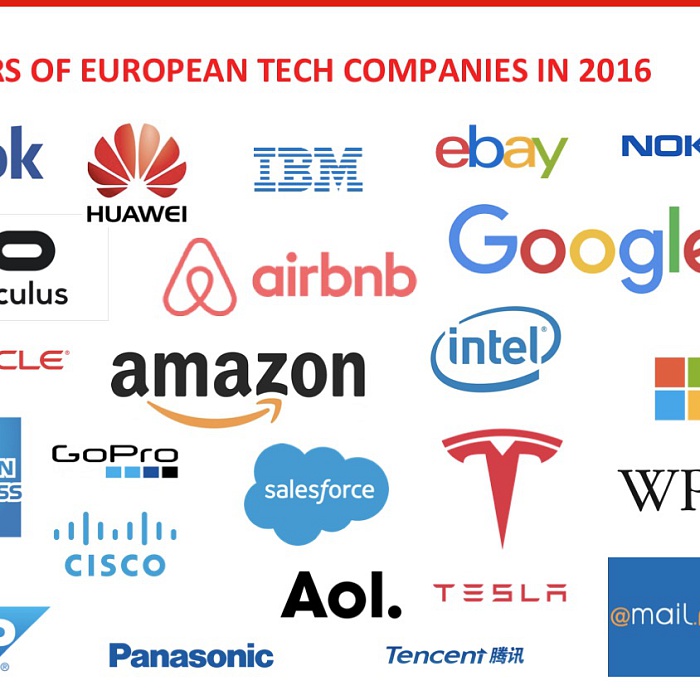 RS OF EUROPEAN TECH COMPANIES IN 2016
ok
HUAWEI
IBM
ebay
NOK
culus
airbnb
Google
CLE®
amazon
intel®
N
SS
GoPro
salesforce
WP
CISCO
Aol.
TESLA
@mail.r
P
®
Panasonic
Tencent 腾讯